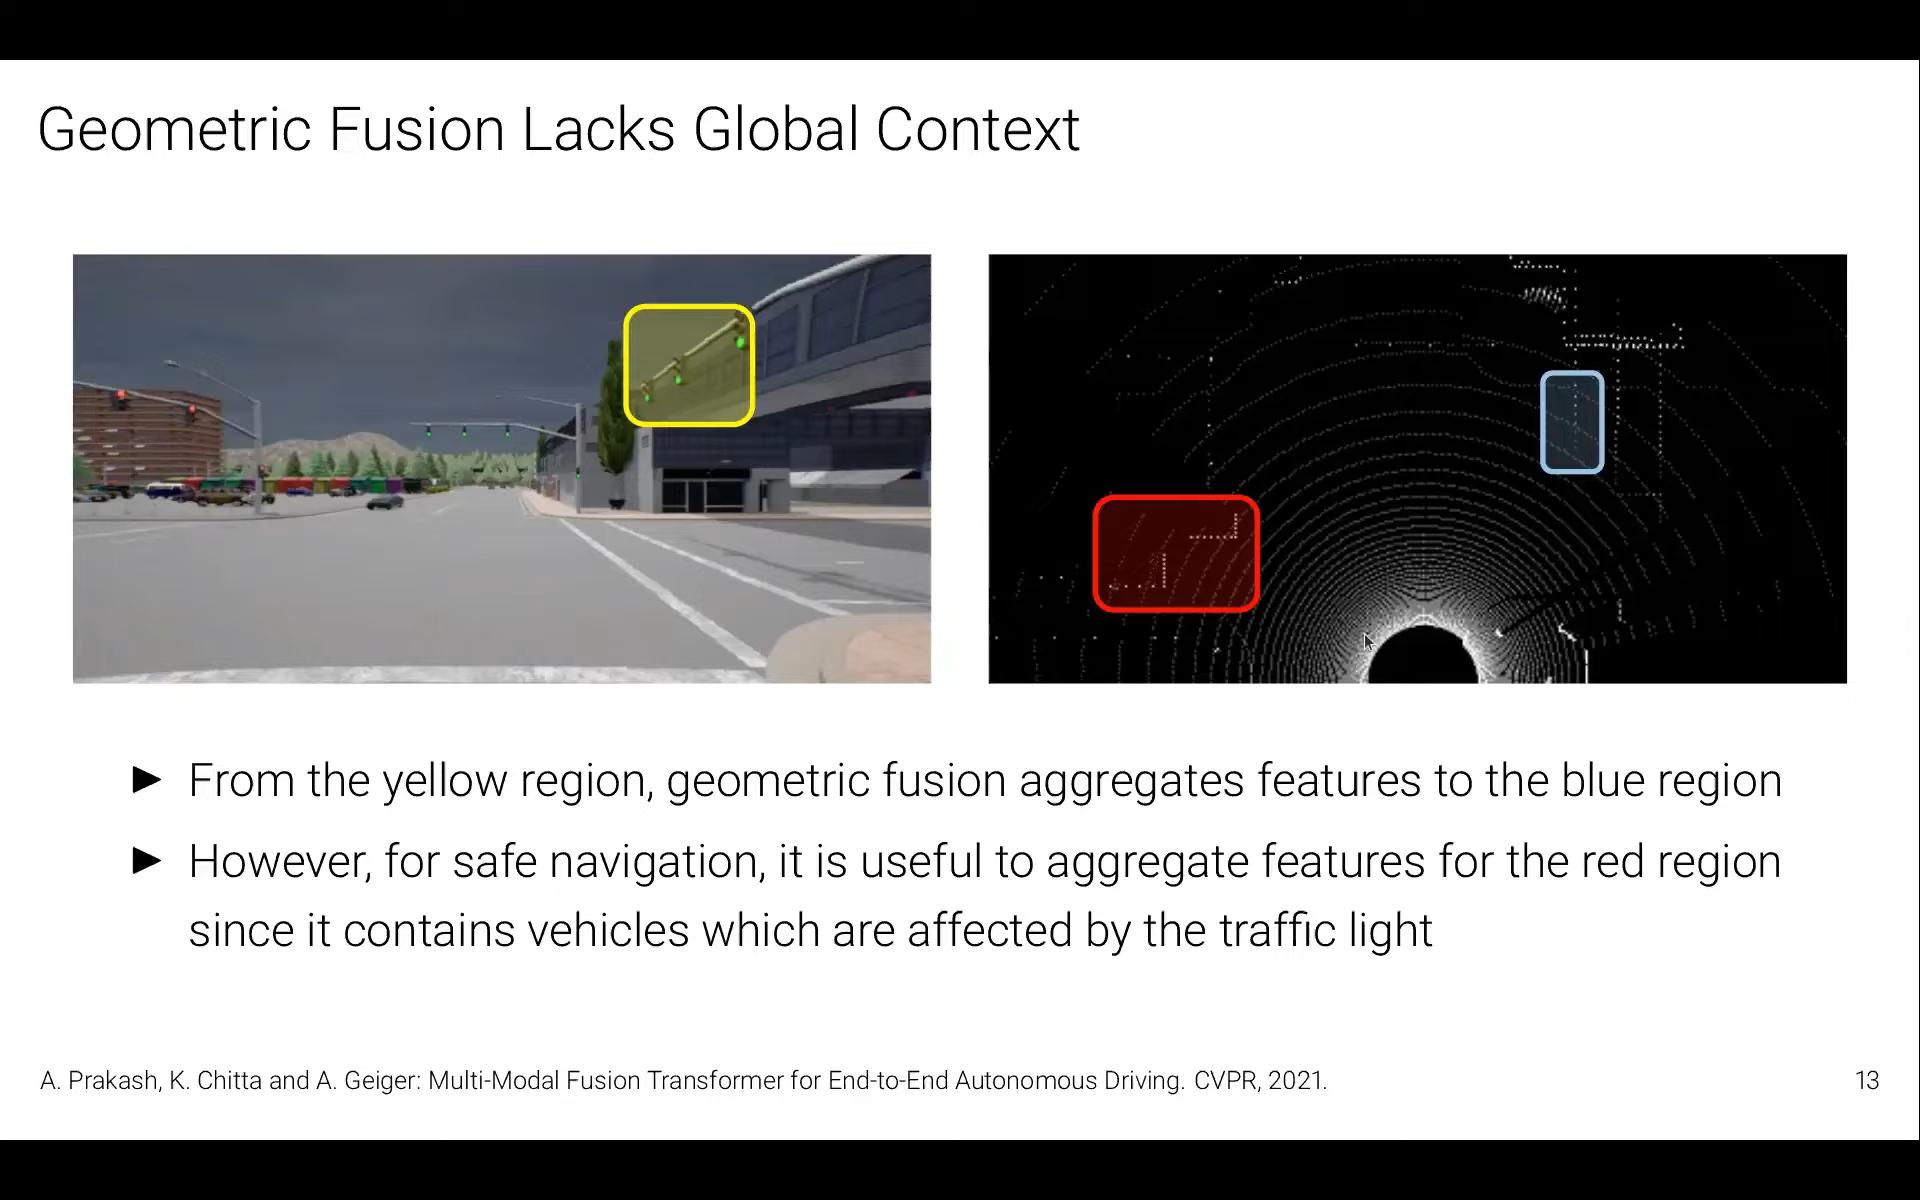 Geometric Fusion Lacks Global Context
► From the yellow region, geometric fusion aggregates features to the blue region
► However, for safe navigation, it is useful to aggregate features for the red region
since it contains vehicles which are affected by the traffic light
A. Prakash, K. Chitta and A. Geiger: Multi-Modal Fusion Transformer for End-to-End Autonomous Driving. CVPR, 2021.
13